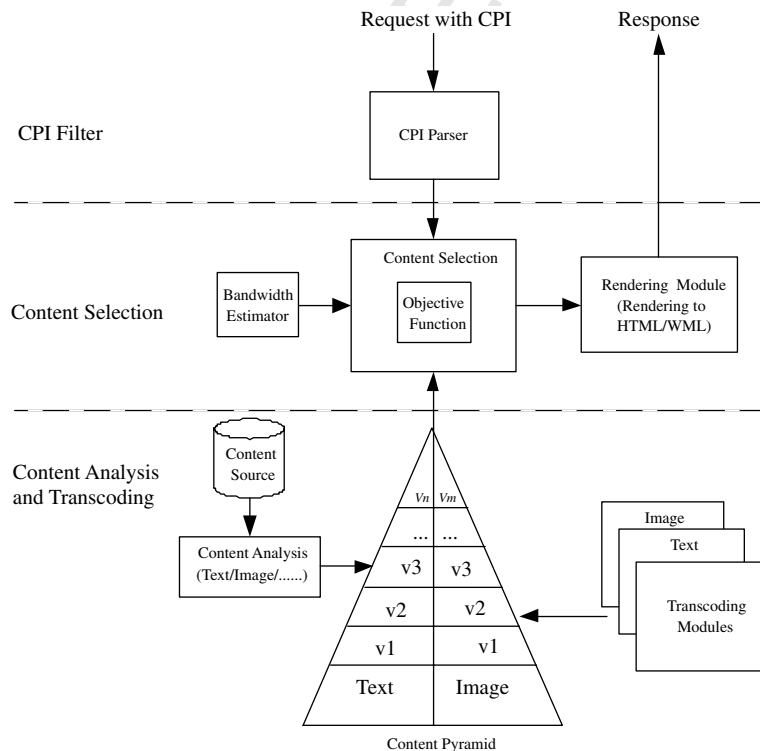 Request with CPI
Response
CPI Filter
CPI Parser
Content Selection
Bandwidth
Estimator
Content Selection
Objective
Function
Rendering Module
(Rendering to
HTML/WML)
Content Analysis
and Transcoding
Content
Source
Content Analysis
(Text/Image/......)
Vn Vm
... ...
v3 v3
v2 v2
v1 v1
Text Image
Image
Text
Transcoding
Modules
Content Pyramid